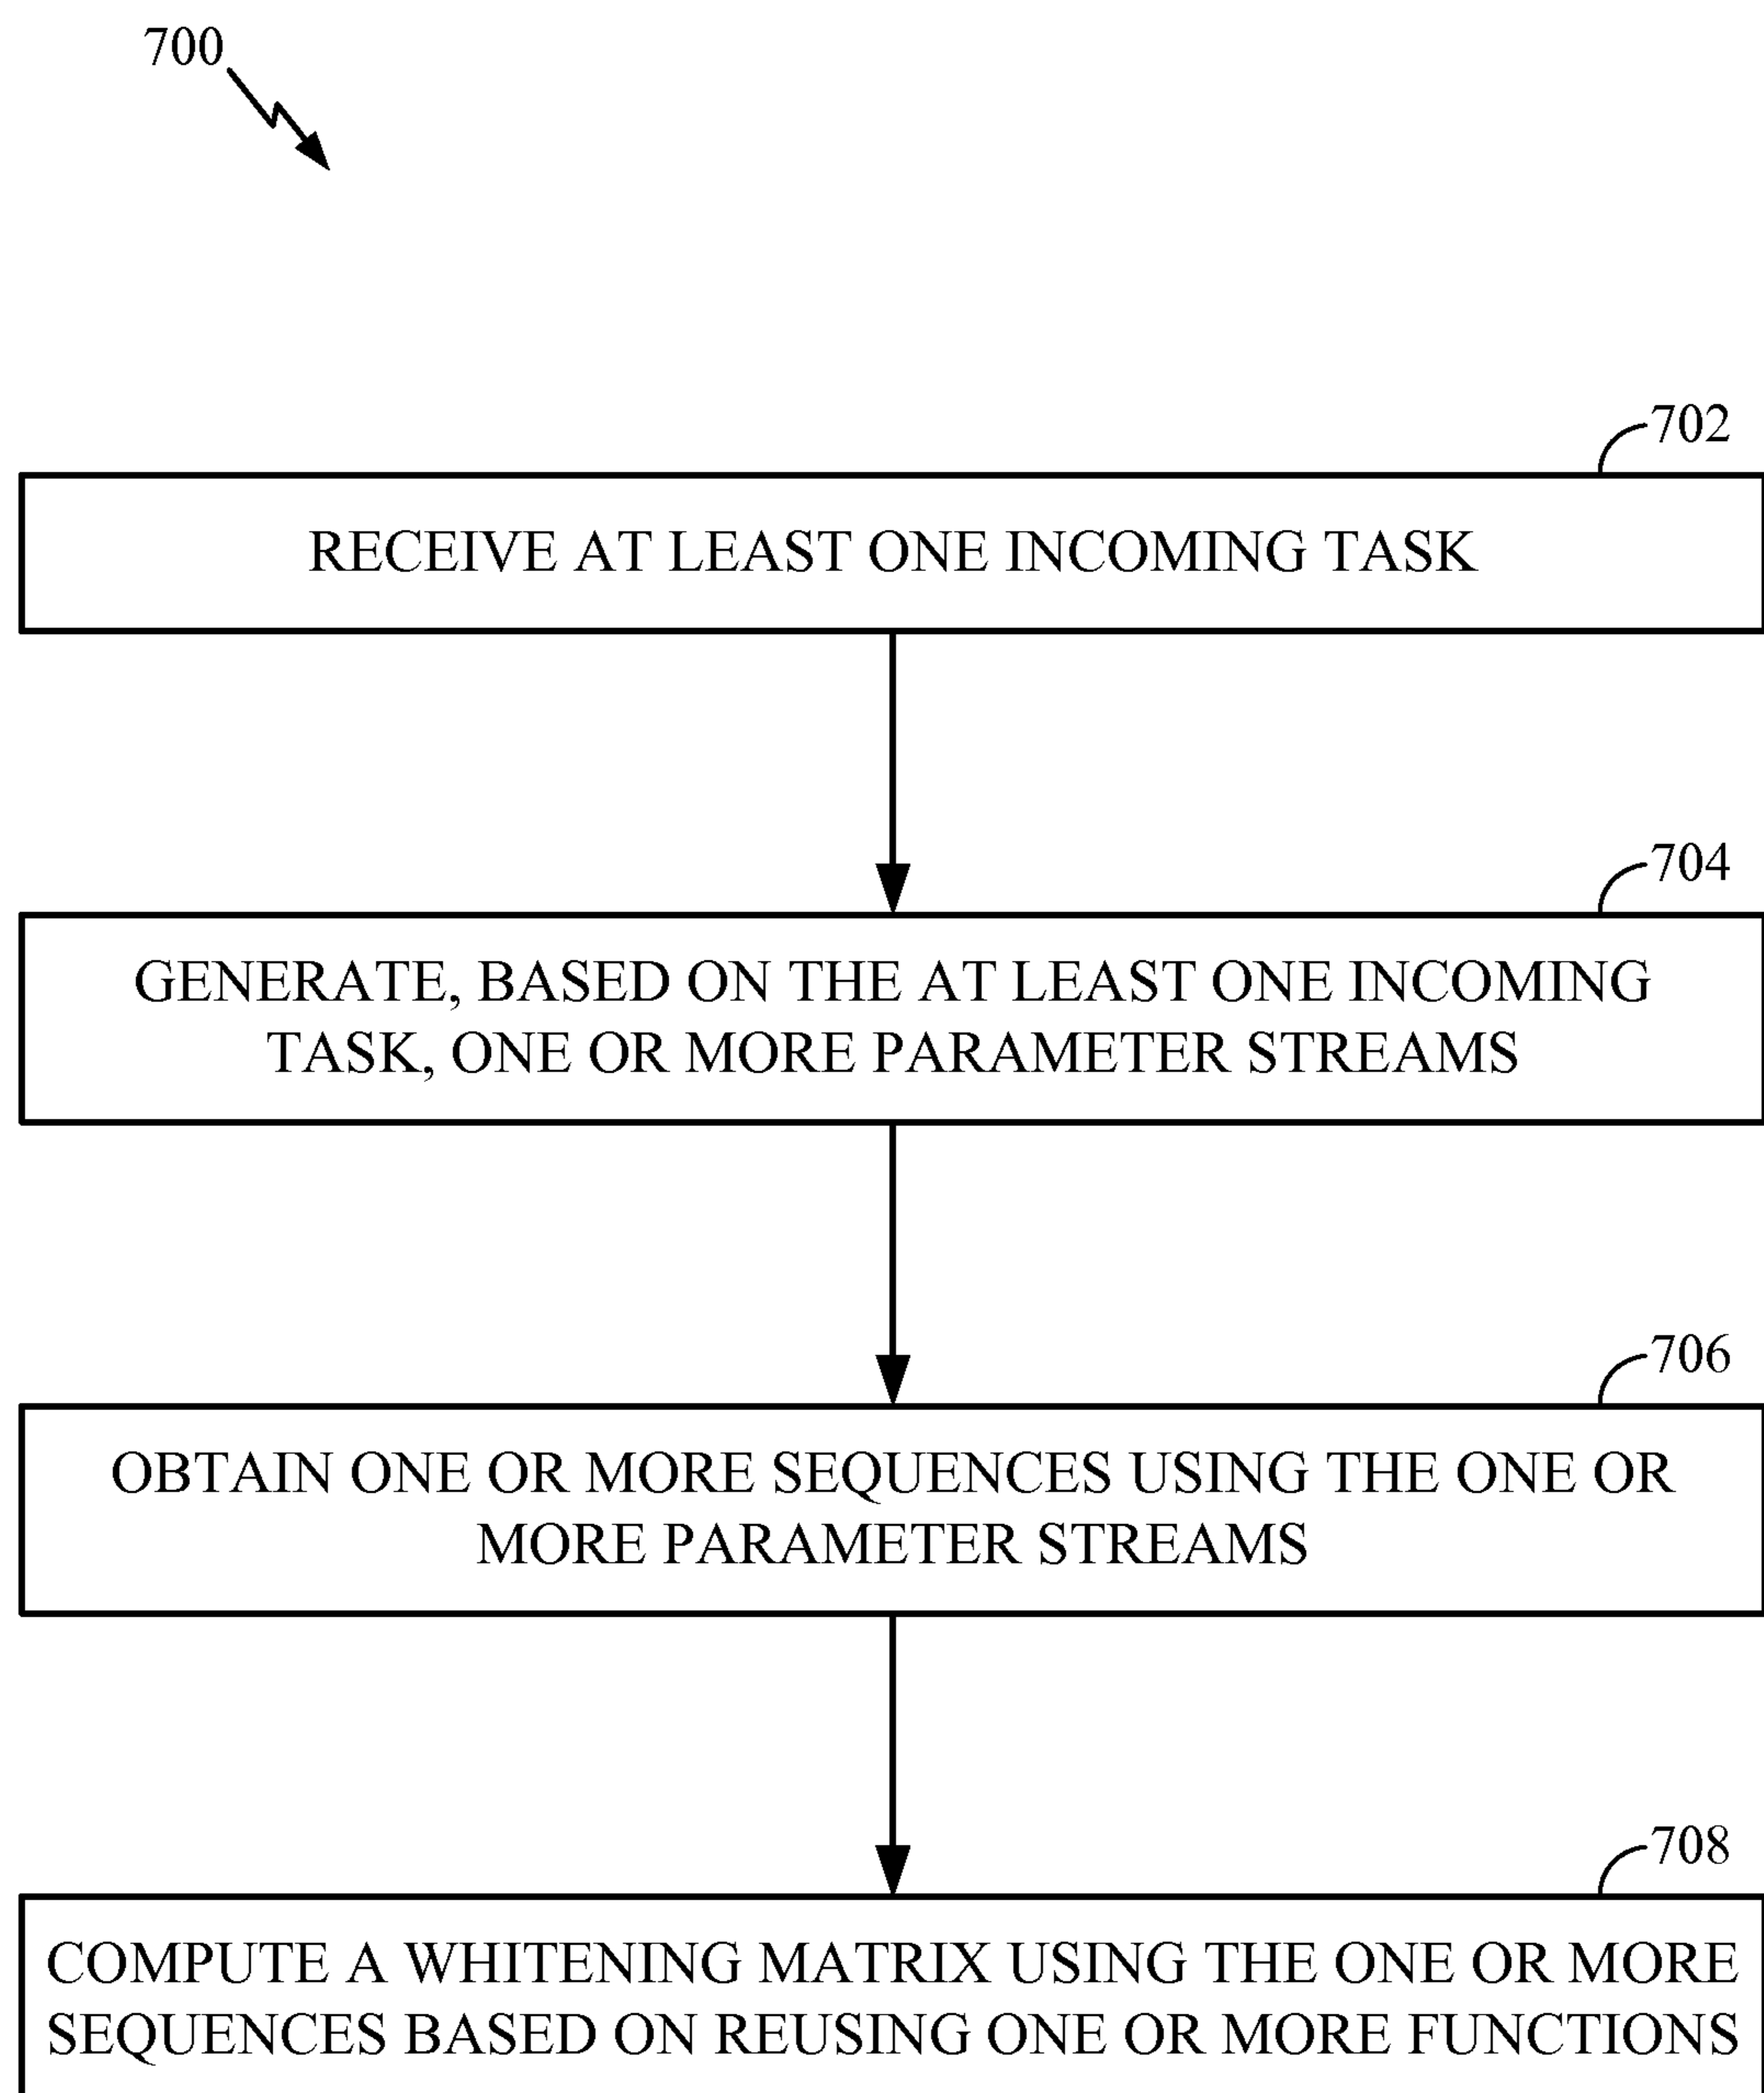 700
702
RECEIVE AT LEAST ONE INCOMING TASK
704
GENERATE, BASED ON THE AT LEAST ONE INCOMING
TASK, ONE OR MORE PARAMETER STREAMS
706
OBTAIN ONE OR MORE SEQUENCES USING THE ONE OR
MORE PARAMETER STREAMS
708
COMPUTE A WHITENING MATRIX USING THE ONE OR MORE
SEQUENCES BASED ON REUSING ONE OR MORE FUNCTIONS